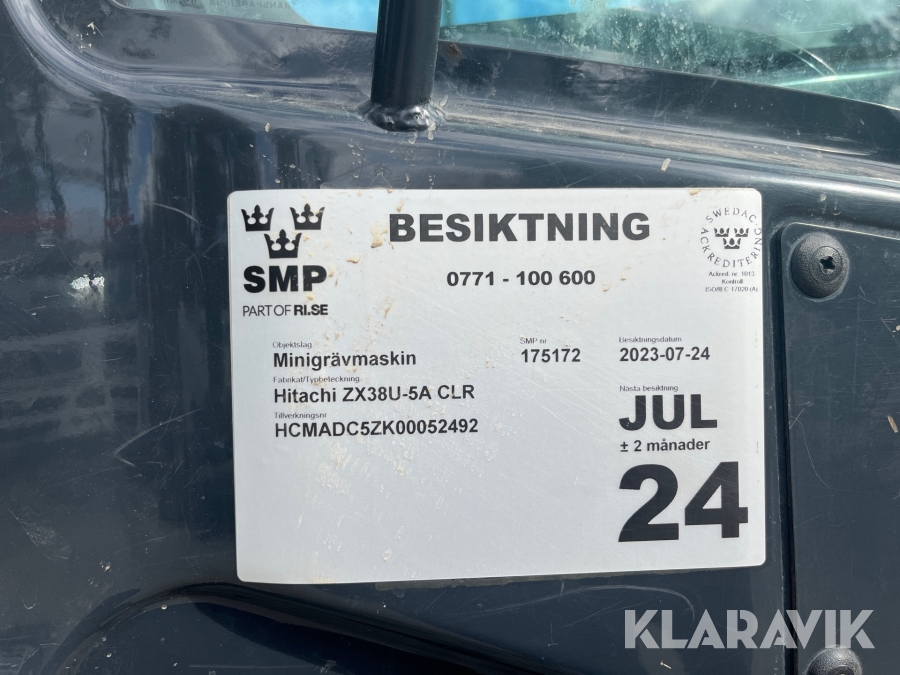 BESIKTNING
0771 - 100 600
SMP
PART OF RI.SE
SWEDAC ACKREDITERING
Ackred. nr. 1013
Kontroll
ISO/IEC 17020 (A)
Objektslag
Minigrävmaskin
SMP nr
175172
Besiktningsdatum
2023-07-24
Fabrikat/Typbeteckning
Hitachi ZX38U-5A CLR
Tillverkningsnr
HCMADC5ZK00052492
Nästa besiktning
JUL
± 2 månader
24
KLARAVIK